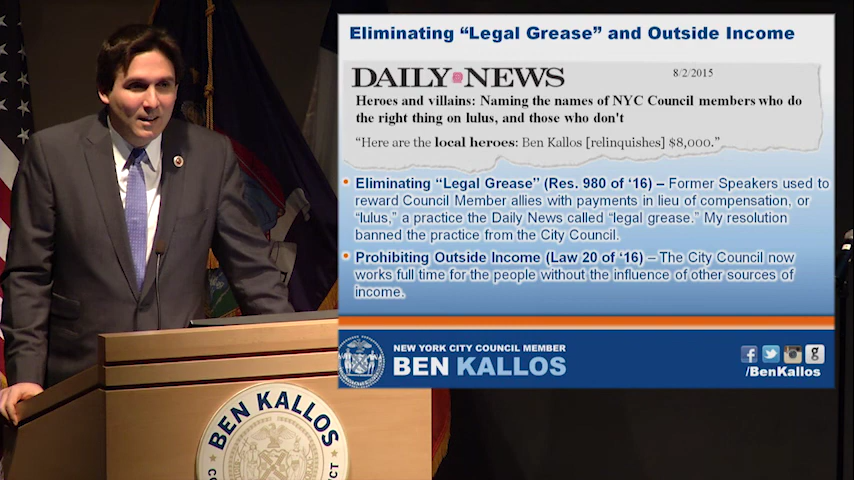 Eliminating “Legal Grease” and Outside Income
DAILY NEWS
8/2/2015
Heroes and villains: Naming the names of NYC Council members who do
the right thing on lulus, and those who don't
“Here are the local heroes: Ben Kallos [relinquishes] $8,000.”
• Eliminating “Legal Grease” (Res. 980 of ‘16) – Former Speakers used to
reward Council Member allies with payments in lieu of compensation, or
“lulus,” a practice the Daily News called “legal grease.” My resolution
banned the practice from the City Council.
• Prohibiting Outside Income (Law 20 of ‘16) – The City Council now
works full time for the people without the influence of other sources of
income.
NEW YORK CITY COUNCIL MEMBER
BEN KALLOS
/BenKallos
BEN KALLOS